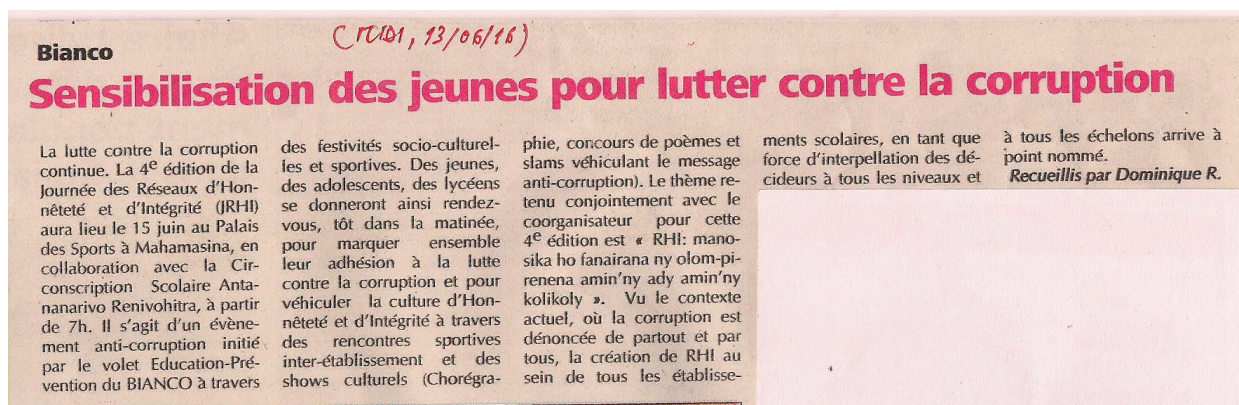 Bianco
(MIDI, 13/06/16)
Sensibilisation des jeunes pour lutter contre la corruption
La lutte contre la corruption
continue. La 4e édition de la
Journée des Réseaux d'Hon-
nêteté et d'Intégrité (JRHI)
aura lieu le 15 juin au Palais
des Sports à Mahamasina, en
collaboration avec la Cir-
conscription Scolaire Anta-
nanarivo Renivohitra, à partir
de 7h. Il s'agit d'un évène-
ment anti-corruption initié
par le volet Education-Pré-
vention du BIANCO à travers
des festivités socio-culturel-
les et sportives. Des jeunes,
des adolescents, des lycéens
se donneront ainsi rendez-
vous, tôt dans la matinée,
pour marquer ensemble
leur adhésion à la lutte
contre la corruption et pour
véhiculer la culture d'Hon-
nêteté et d'Intégrité à travers
des rencontres sportives
inter-établissement et des
shows culturels (Chorégra-
phie, concours de poèmes et
slams véhiculant le message
anti-corruption). Le thème re-
tenu conjointement avec le
coorganisateur pour cette
4e édition est « RHI: mano-
sika ho fanairana ny olom-pi-
renena amin'ny ady amin'ny
kolikoly ». Vu le contexte
actuel, où la corruption est
dénoncée de partout et par
tous, la création de RHI au
sein de tous les établisse-
ments scolaires, en tant que
force d'interpellation des dé-
cideurs à tous les niveaux et
à tous les échelons arrive à
point nommé.
Recueillis par Dominique R.